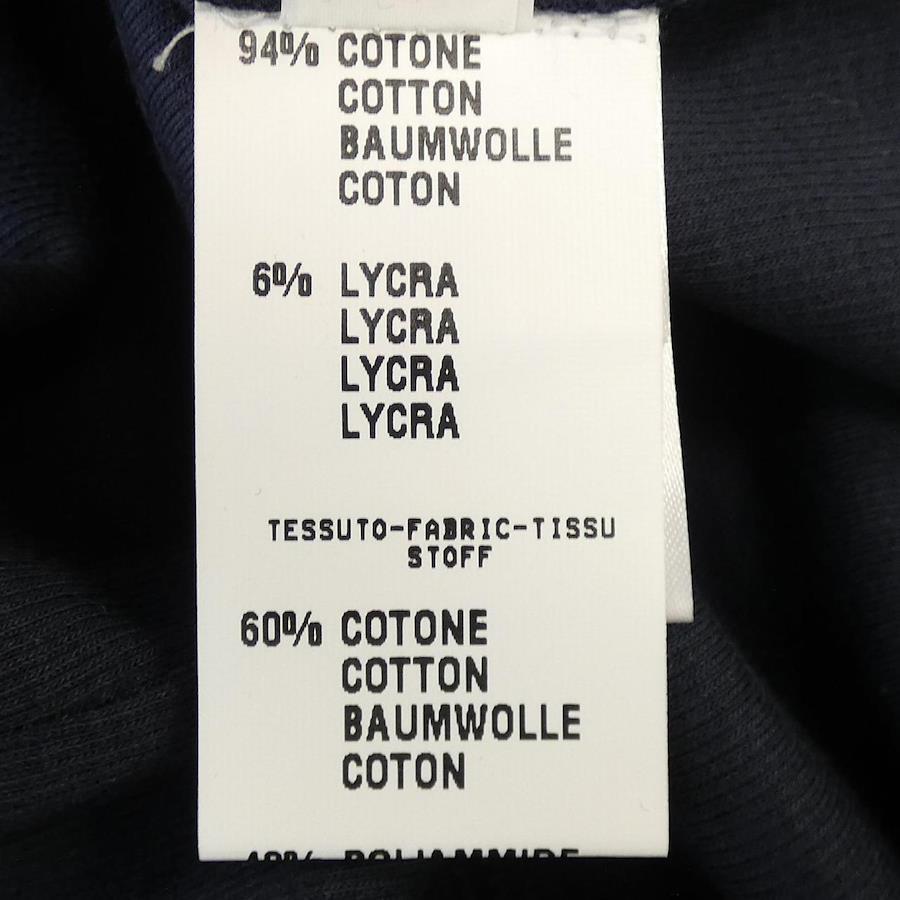 94% COTONE
COTTON
BAUMWOLLE
COTON
6% LYCRA
LYCRA
LYCRA
LYCRA
TESSUTO-FABRIC-TISSU
STOFF
60% COTONE
COTTON
BAUMWOLLE
COTON